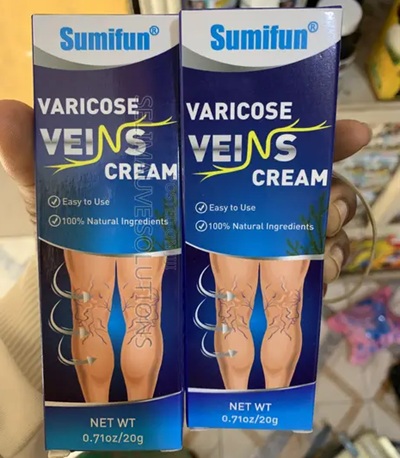 Sumifun®
VARICOSE
VEINS
CREAM
Easy to Use
100% Natural Ingredients
NET WT
0.71oz/20g
Sumifun®
VARICOSE
VEINS
CREAM
Easy to Use
100% Natural Ingredients
NET WT
0.71oz/20g